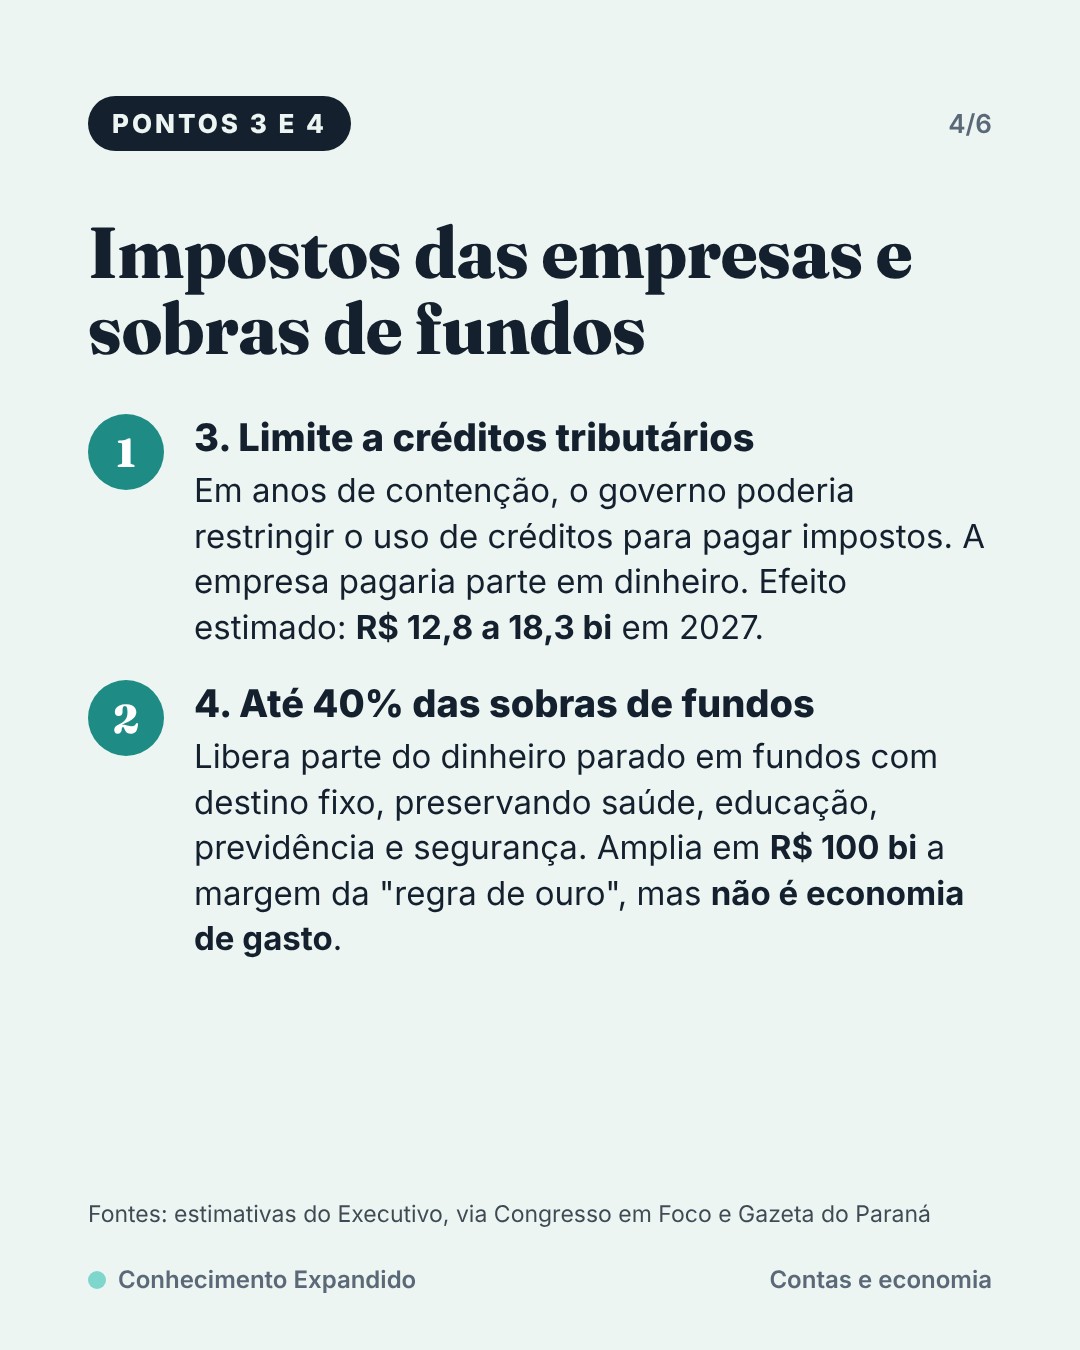 PONTOS 3 E 4
4/6
Impostos das empresas e
sobras de fundos
1
3. Limite a créditos tributários
Em anos de contenção, o governo poderia
restringir o uso de créditos para pagar impostos. A
empresa pagaria parte em dinheiro. Efeito
estimado: R$ 12,8 a 18,3 bi em 2027.
2
4. Até 40% das sobras de fundos
Libera parte do dinheiro parado em fundos com
destino fixo, preservando saúde, educação,
previdência e segurança. Amplia em R$ 100 bi a
margem da "regra de ouro", mas não é economia
de gasto.
Fontes: estimativas do Executivo, via Congresso em Foco e Gazeta do Paraná
Conhecimento Expandido
Contas e economia